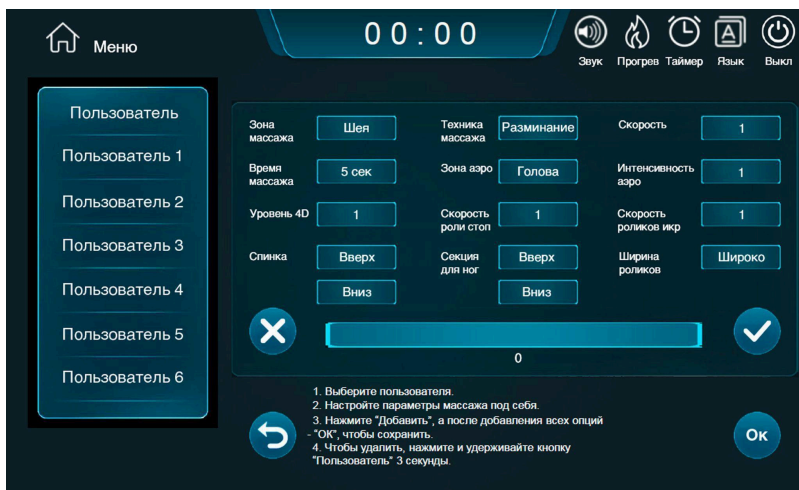 Меню
00:00
Звук
Прогрев
Таймер
Язык
Выкл
Пользователь
Пользователь 1
Пользователь 2
Пользователь 3
Пользователь 4
Пользователь 5
Пользователь 6
Зона
массажа
Шея
Техника
массажа
Разминание
Скорость
1
Время
массажа
5 сек
Зона аэро
Голова
Интенсивность
аэро
1
Уровень 4D
1
Скорость
роли стоп
1
Скорость
роликов икр
1
Спинка
Вверх
Вниз
Секция
для ног
Вверх
Вниз
Ширина
роликов
Широко
0
1. Выберите пользователя.
2. Настройте параметры массажа под себя.
3. Нажмите "Добавить", а после добавления всех опций
- "ОК", чтобы сохранить.
4. Чтобы удалить, нажмите и удерживайте кнопку
"Пользователь" 3 секунды.
Ок